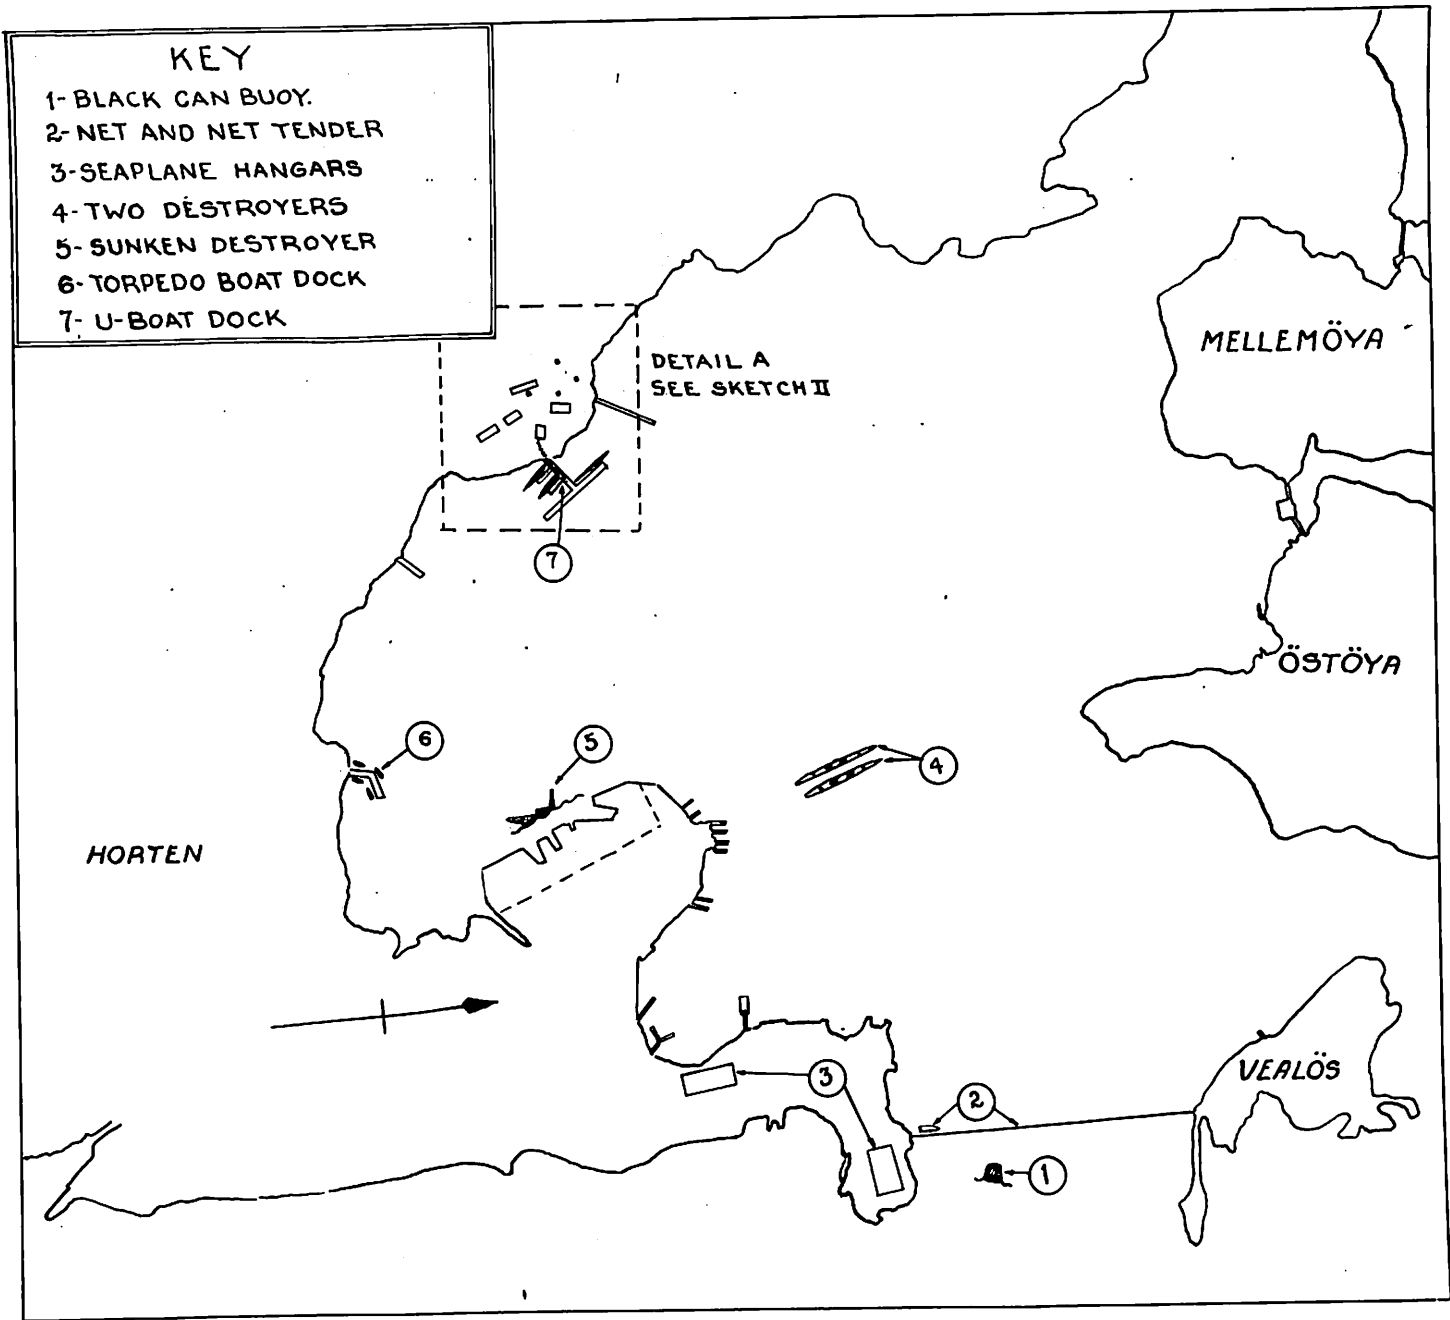 KEY
1- BLACK CAN BUOY.
2- NET AND NET TENDER
3- SEAPLANE HANGARS
4- TWO DESTROYERS
5- SUNKEN DESTROYER
6- TORPEDO BOAT DOCK
7- U-BOAT DOCK
DETAIL A
SEE SKETCH II
MELLEMÖYA
7
ÖSTÖYA
6
5
4
HORTEN
3
VEALÖS
2
1